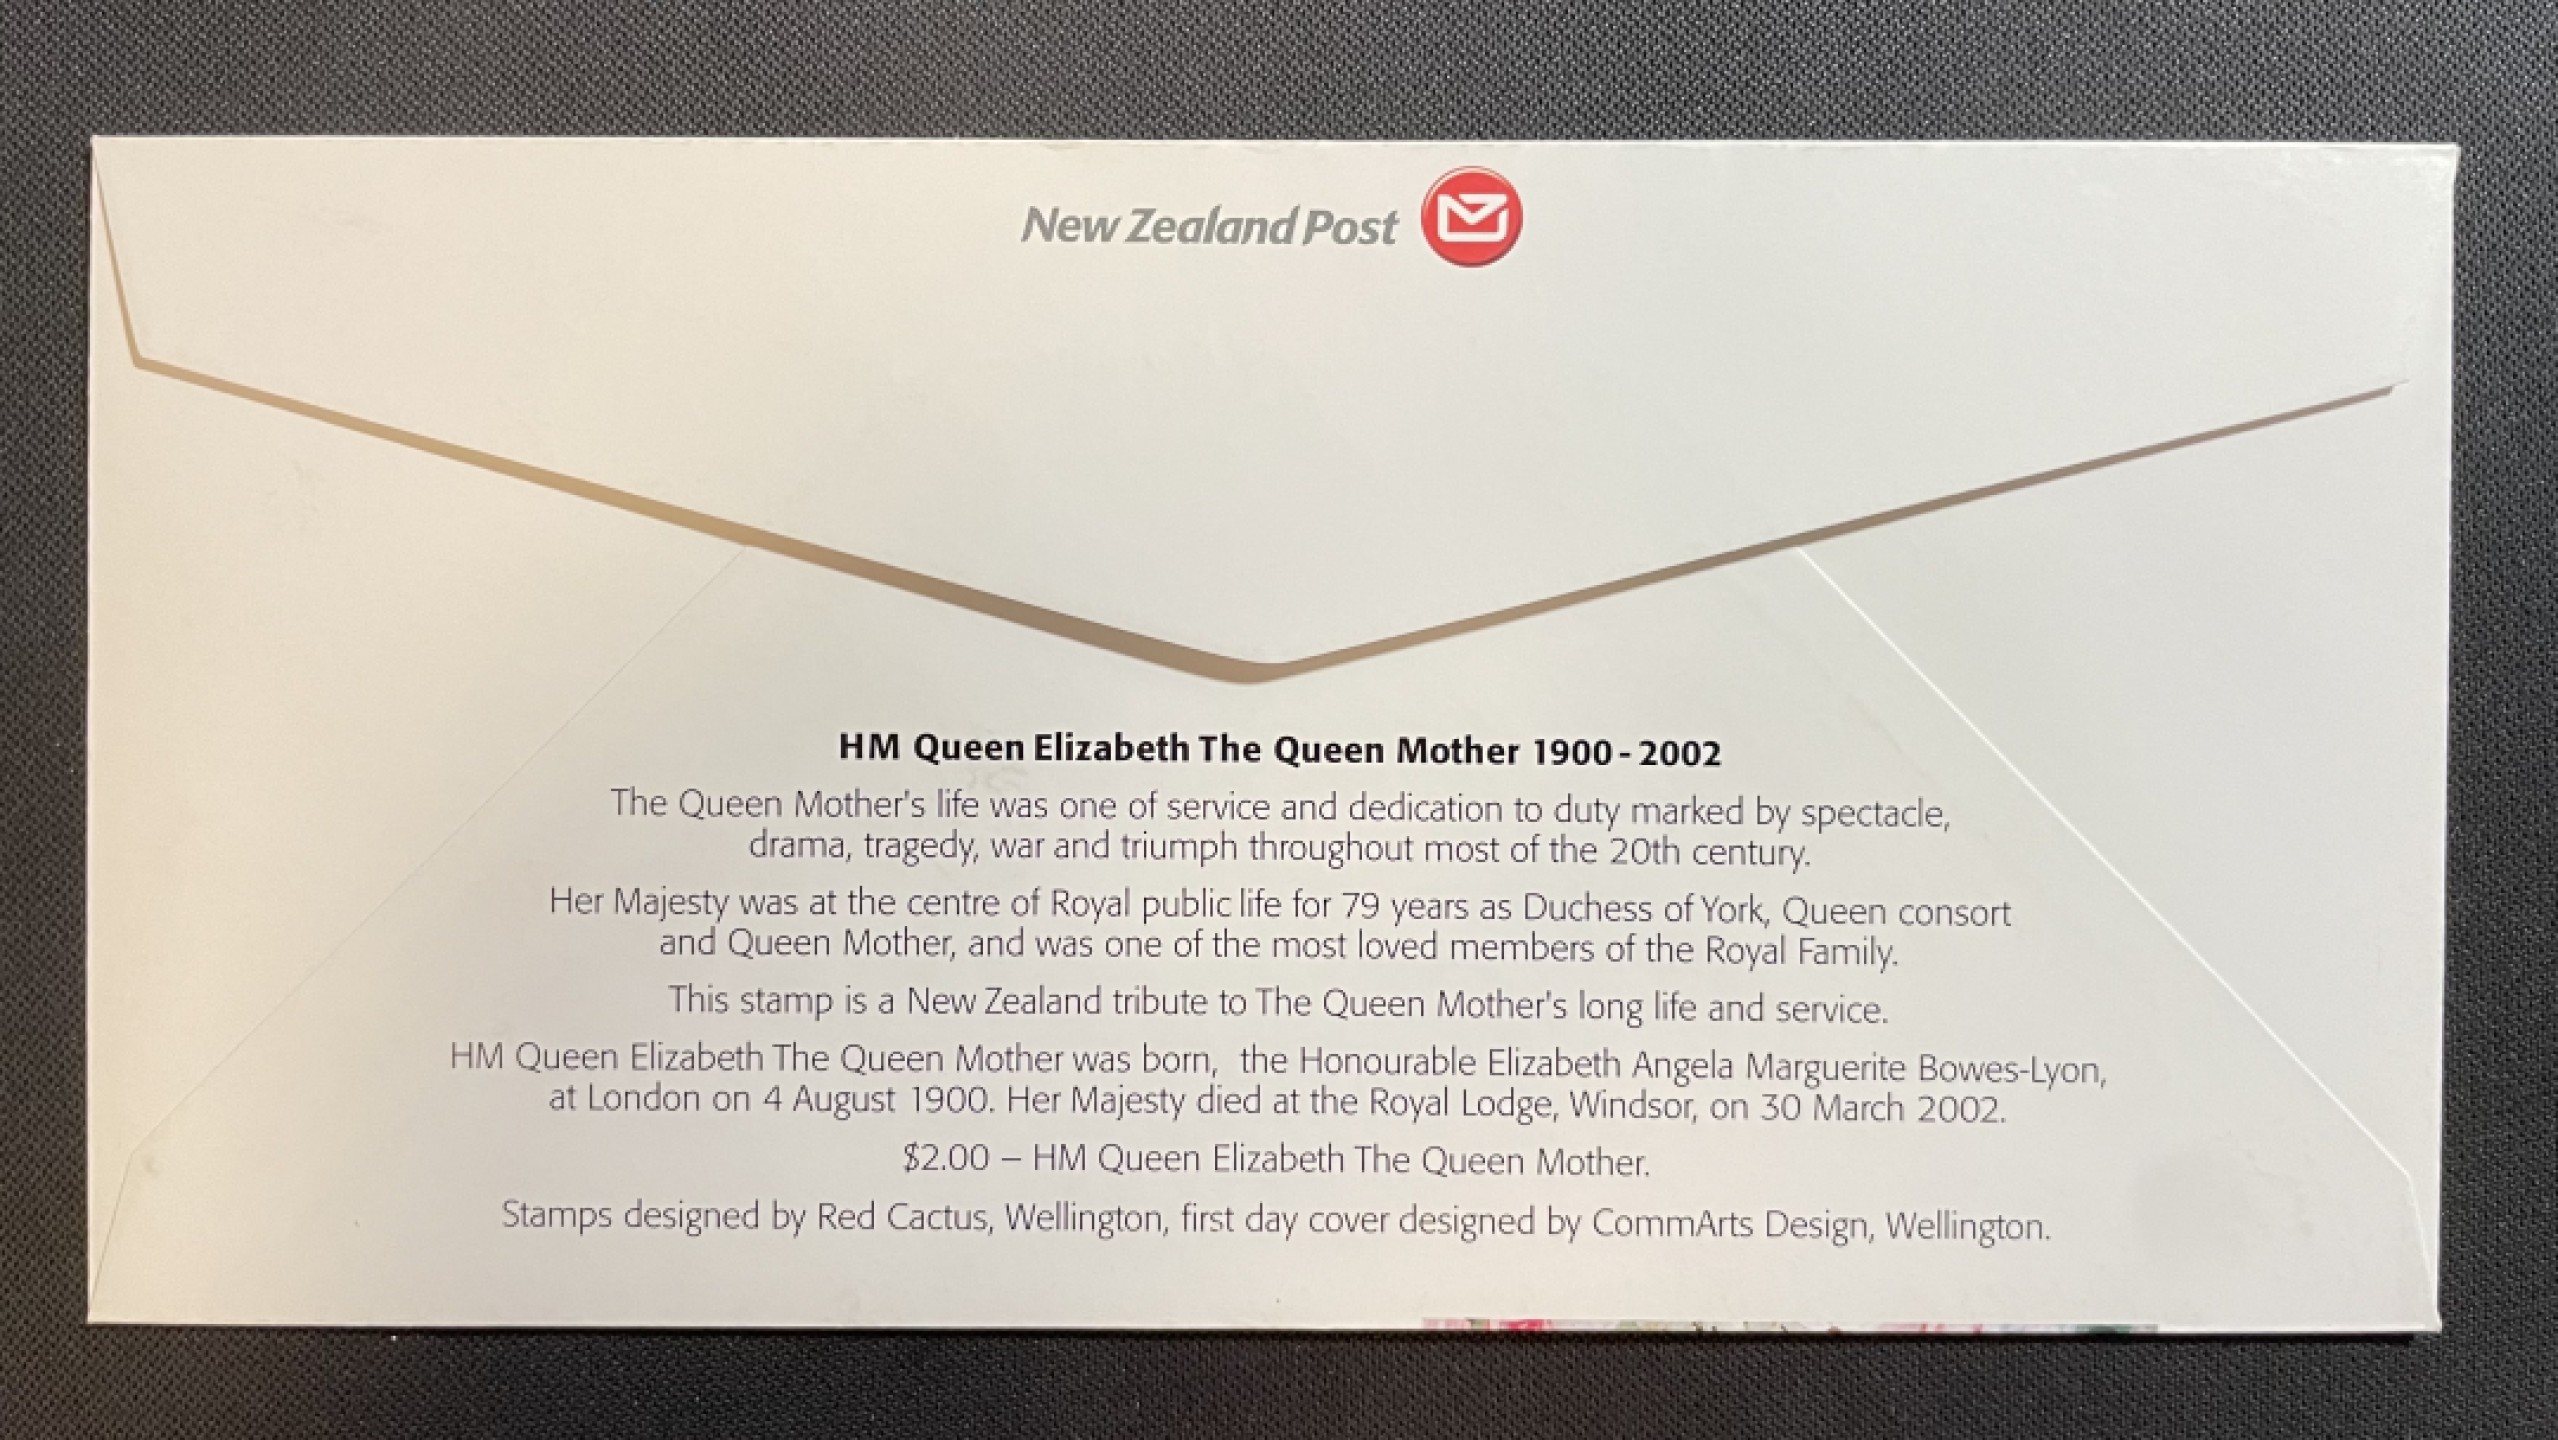 New Zealand Post
HM Queen Elizabeth The Queen Mother 1900 - 2002
The Queen Mother's life was one of service and dedication to duty marked by spectacle,
drama, tragedy, war and triumph throughout most of the 20th century.
Her Majesty was at the centre of Royal public life for 79 years as Duchess of York, Queen consort
and Queen Mother, and was one of the most loved members of the Royal Family.
This stamp is a New Zealand tribute to The Queen Mother's long life and service.
HM Queen Elizabeth The Queen Mother was born, the Honourable Elizabeth Angela Marguerite Bowes-Lyon,
at London on 4 August 1900. Her Majesty died at the Royal Lodge, Windsor, on 30 March 2002.
$2.00 – HM Queen Elizabeth The Queen Mother.
Stamps designed by Red Cactus, Wellington, first day cover designed by CommArts Design, Wellington.